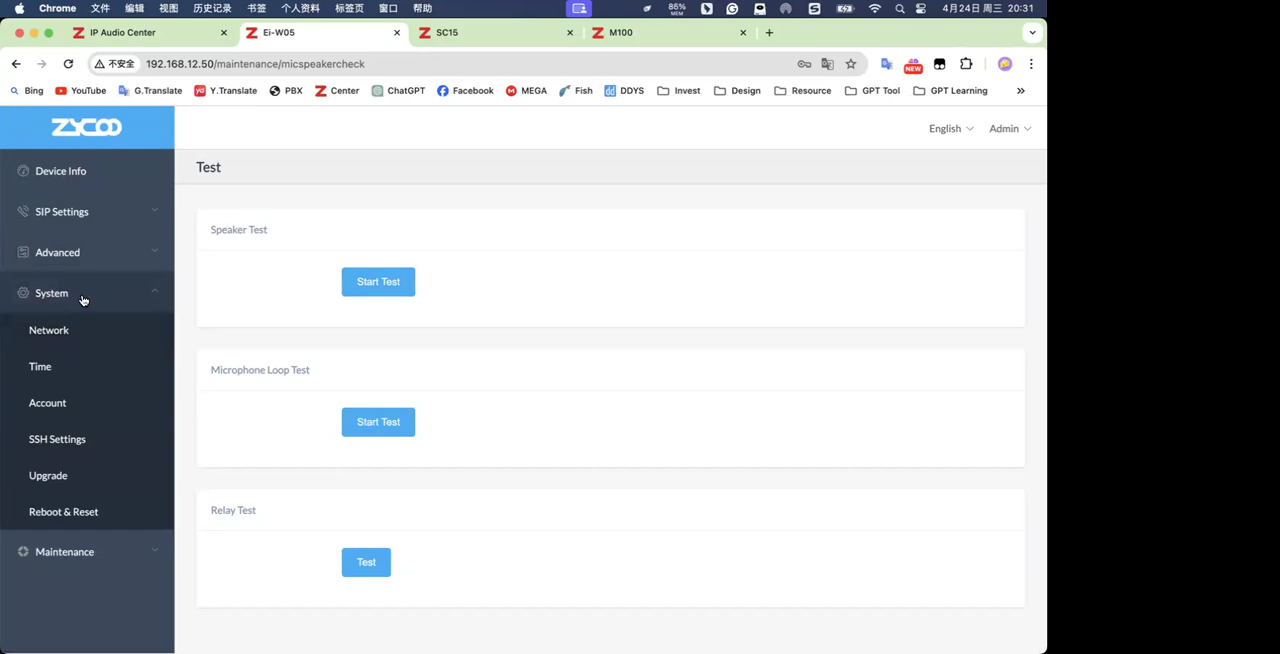 Chrome 文件 编辑 视图 历史记录 书签 个人资料 标签页 窗口 帮助 86% MEM 4月24日 周三 20:31
IP Audio Center Ei-W05 SC15 M100
不安全 192.168.12.50/maintenance/micspeakercheck NEW
Bing YouTube G.Translate Y.Translate PBX Center ChatGPT Facebook MEGA Fish DDYS Invest Design Resource GPT Tool GPT Learning
ZYCOO
English Admin
Test
Device Info
SIP Settings
Advanced
System
Network
Time
Account
SSH Settings
Upgrade
Reboot & Reset
Maintenance
Speaker Test
Start Test
Microphone Loop Test
Start Test
Relay Test
Test